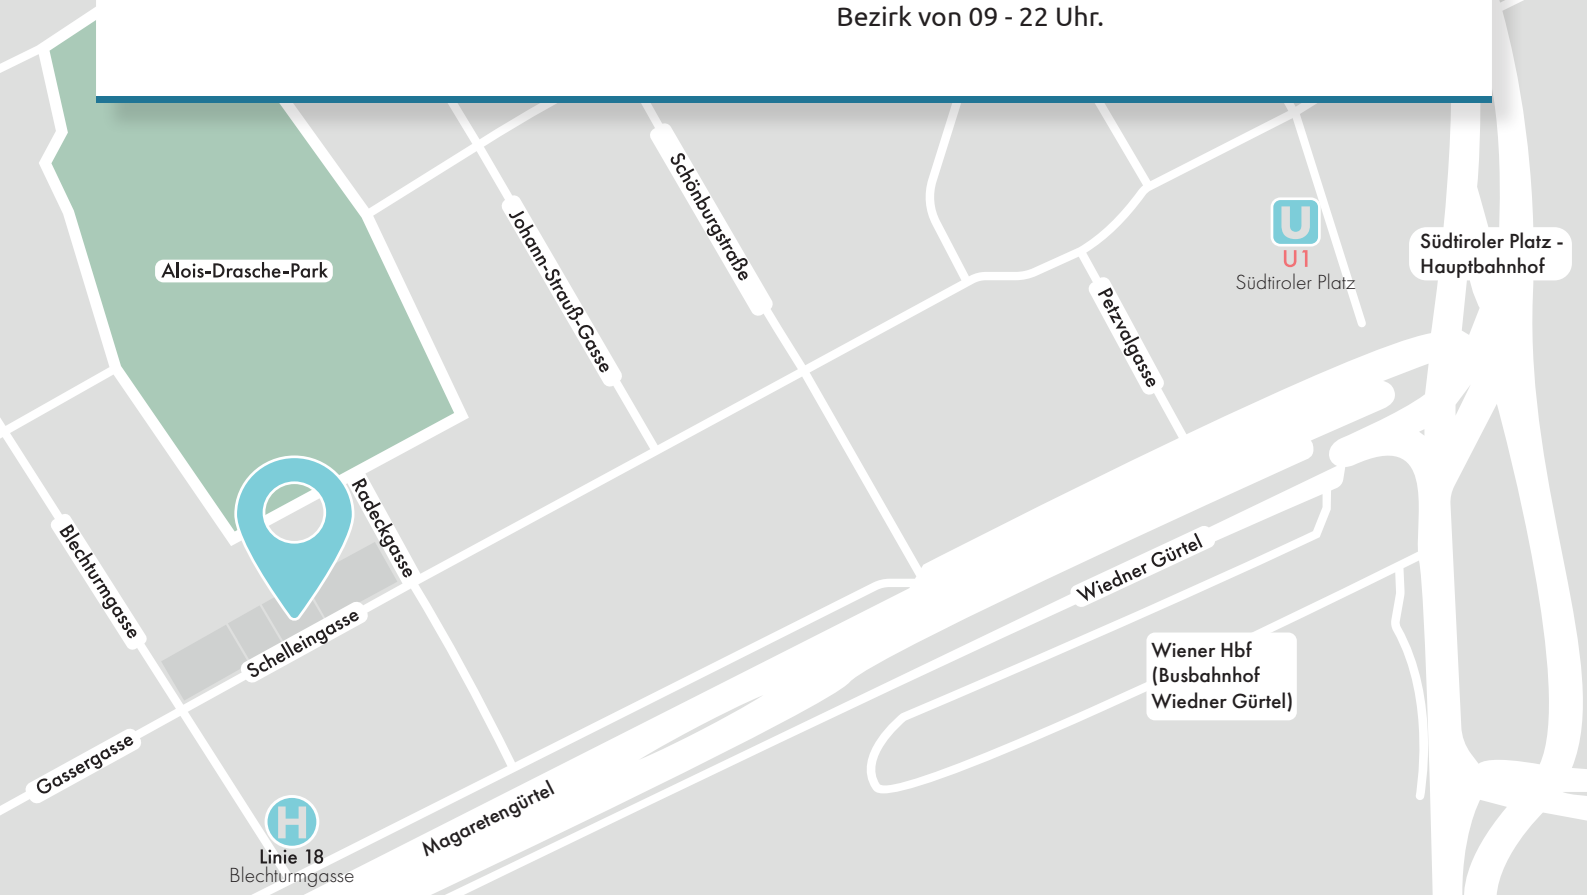 Bezirk von 09 - 22 Uhr.
Schönburgstraße
Johann-Strauß-Gasse
U
U1
Südtiroler Platz
Südtiroler Platz -
Hauptbahnhof
Alois-Drasche-Park
Petzvalgasse
Radeckgasse
Blechturmgasse
Wiedner Gürtel
Schelleingasse
Wiener Hbf
(Busbahnhof
Wiedner Gürtel)
Gassergasse
Magaretengürtel
H
Linie 18
Blechturmgasse